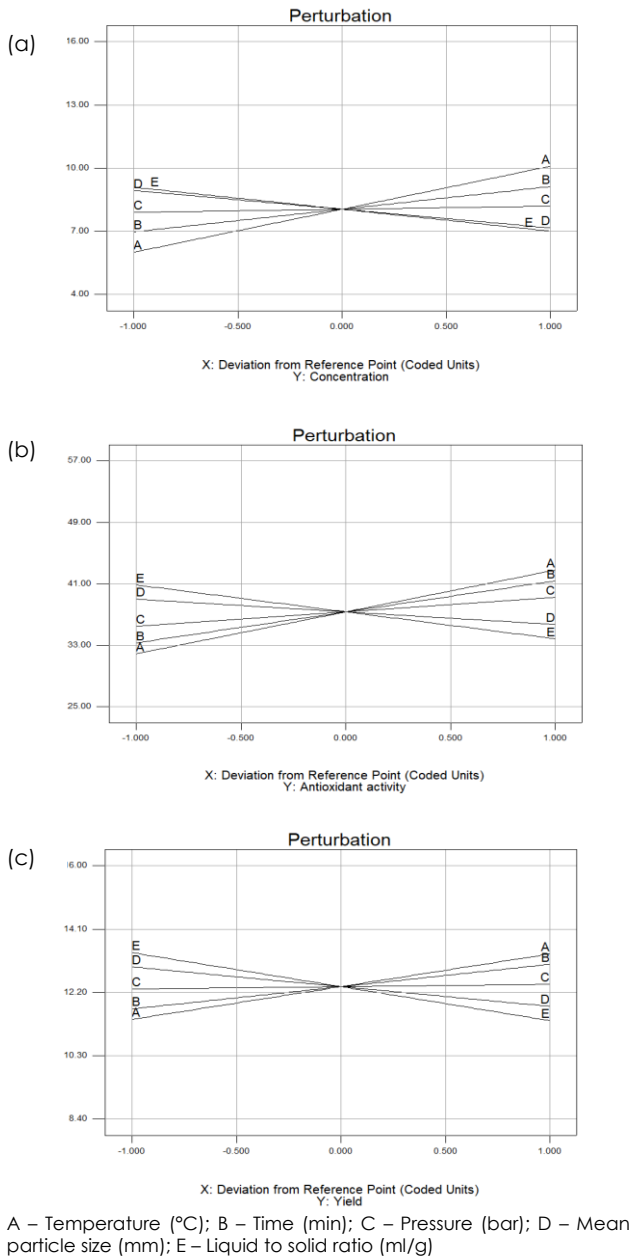 (a)
Perturbation
16.00
13.00
10.00
7.00
4.00
D E
C
B
A
A
B
C
E D
-1.000 -0.500 0.000 0.500 1.000
X: Deviation from Reference Point (Coded Units)
Y: Concentration
(b)
Perturbation
57.00
49.00
41.00
33.00
25.00
E
D
C
B
A
A
B
C
D
E
-1.000 -0.500 0.000 0.500 1.000
X: Deviation from Reference Point (Coded Units)
Y: Antioxidant activity
(c)
Perturbation
16.00
14.10
12.20
10.30
8.40
E
D
C
B
A
A
B
C
D
E
-1.000 -0.500 0.000 0.500 1.000
X: Deviation from Reference Point (Coded Units)
Y: Yield
A – Temperature (°C); B – Time (min); C – Pressure (bar); D – Mean
particle size (mm); E – Liquid to solid ratio (ml/g)